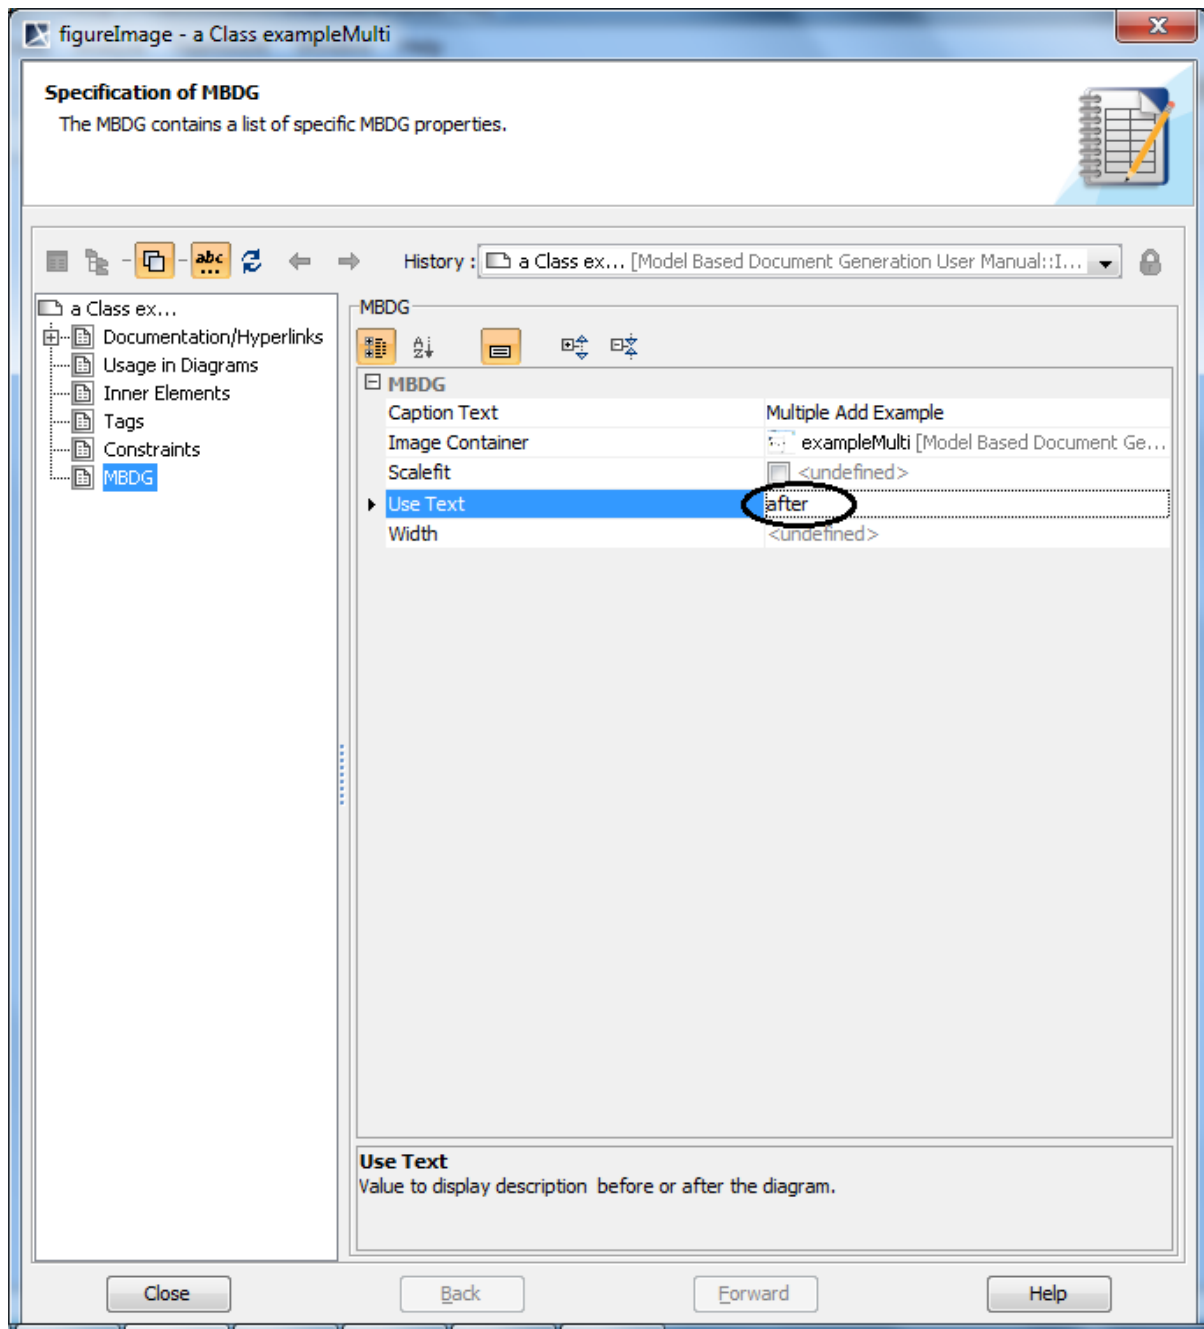 figureImage - a Class exampleMulti
X
Specification of MBDG
The MBDG contains a list of specific MBDG properties.
abc
History : a Class ex... [Model Based Document Generation User Manual::I...
a Class ex...
Documentation/Hyperlinks
Usage in Diagrams
Inner Elements
Tags
Constraints
MBDG
MBDG
A
Z
MBDG
Caption Text Multiple Add Example
Image Container exampleMulti [Model Based Document Ge...
Scalefit <undefined>
Use Text after
Width <undefined>
Use Text
Value to display description before or after the diagram.
Close Back Forward Help